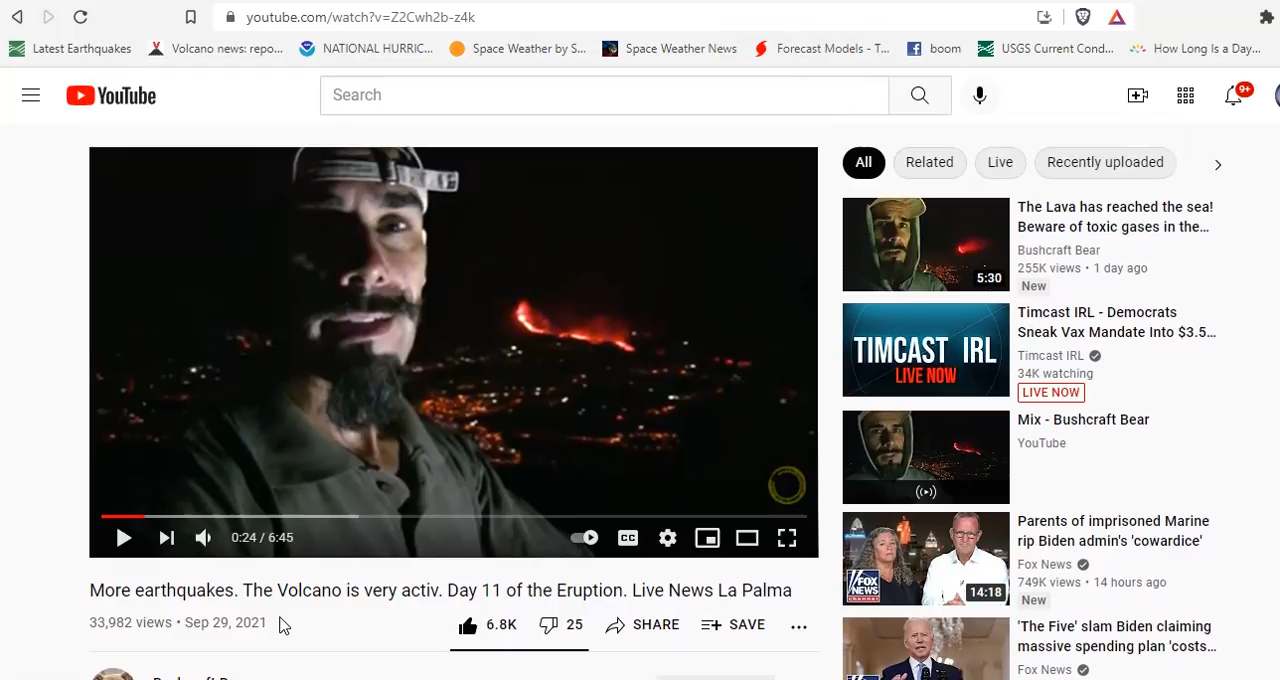 youtube.com/watch?v=Z2Cwh2b-z4k
Latest Earthquakes
Volcano news: repo...
NATIONAL HURRIC...
Space Weather by S...
Space Weather News
Forecast Models - T...
boom
USGS Current Cond...
How Long Is a Day...
YouTube
Search
9+
All
Related
Live
Recently uploaded
The Lava has reached the sea!
Beware of toxic gases in the...
Bushcraft Bear
255K views • 1 day ago
New
5:30
TIMCAST IRL
LIVE NOW
Timcast IRL - Democrats
Sneak Vax Mandate Into $3.5...
Timcast IRL
34K watching
LIVE NOW
Mix - Bushcraft Bear
YouTube
FOX
NEWS
14:18
Parents of imprisoned Marine
rip Biden admin's 'cowardice'
Fox News
749K views • 14 hours ago
New
'The Five' slam Biden claiming
massive spending plan 'costs...
Fox News
0:24 / 6:45
CC
More earthquakes. The Volcano is very activ. Day 11 of the Eruption. Live News La Palma
33,982 views • Sep 29, 2021
6.8K
25
SHARE
SAVE